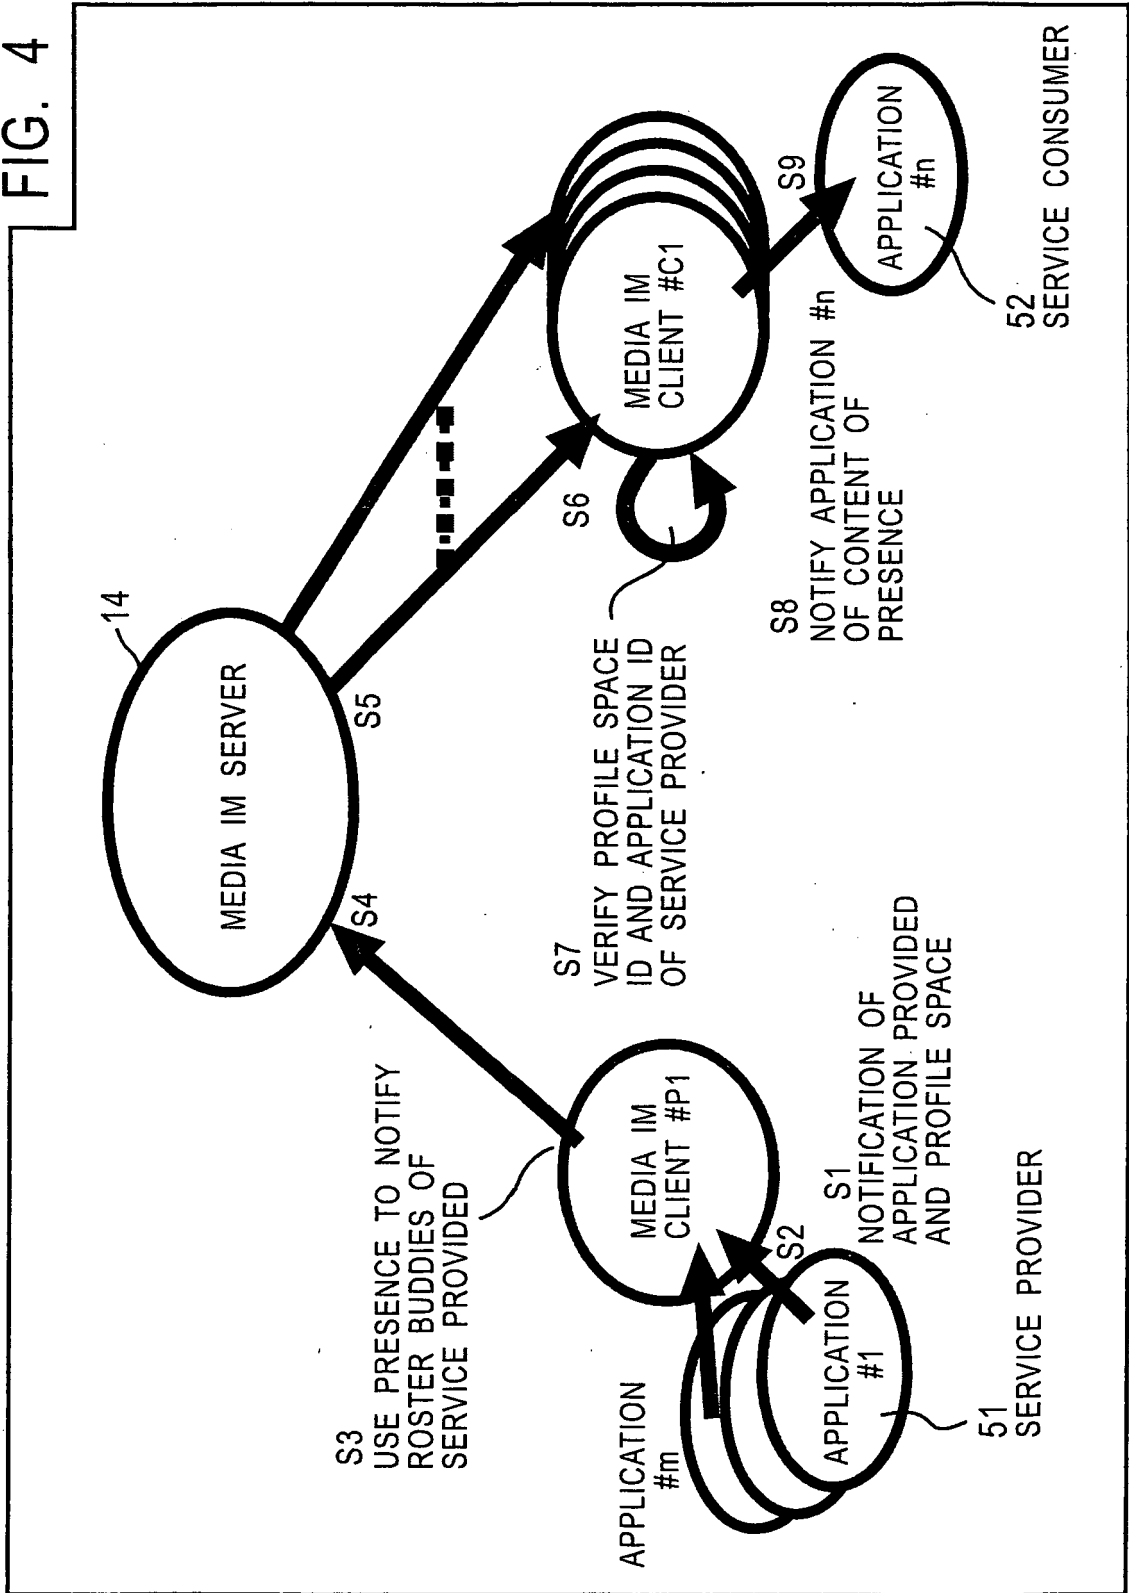 FIG. 4
14
MEDIA IM SERVER
S4
S5
S3
USE PRESENCE TO NOTIFY
ROSTER BUDDIES OF
SERVICE PROVIDED
MEDIA IM
CLIENT #P1
S6
MEDIA IM
CLIENT #C1
S7
VERIFY PROFILE SPACE
ID AND APPLICATION ID
OF SERVICE PROVIDER
APPLICATION
#m
S2
S1
NOTIFICATION OF
APPLICATION PROVIDED
AND PROFILE SPACE
APPLICATION
#1
51
SERVICE PROVIDER
S8
NOTIFY APPLICATION #n
OF CONTENT OF
PRESENCE
S9
APPLICATION
#n
52
SERVICE CONSUMER